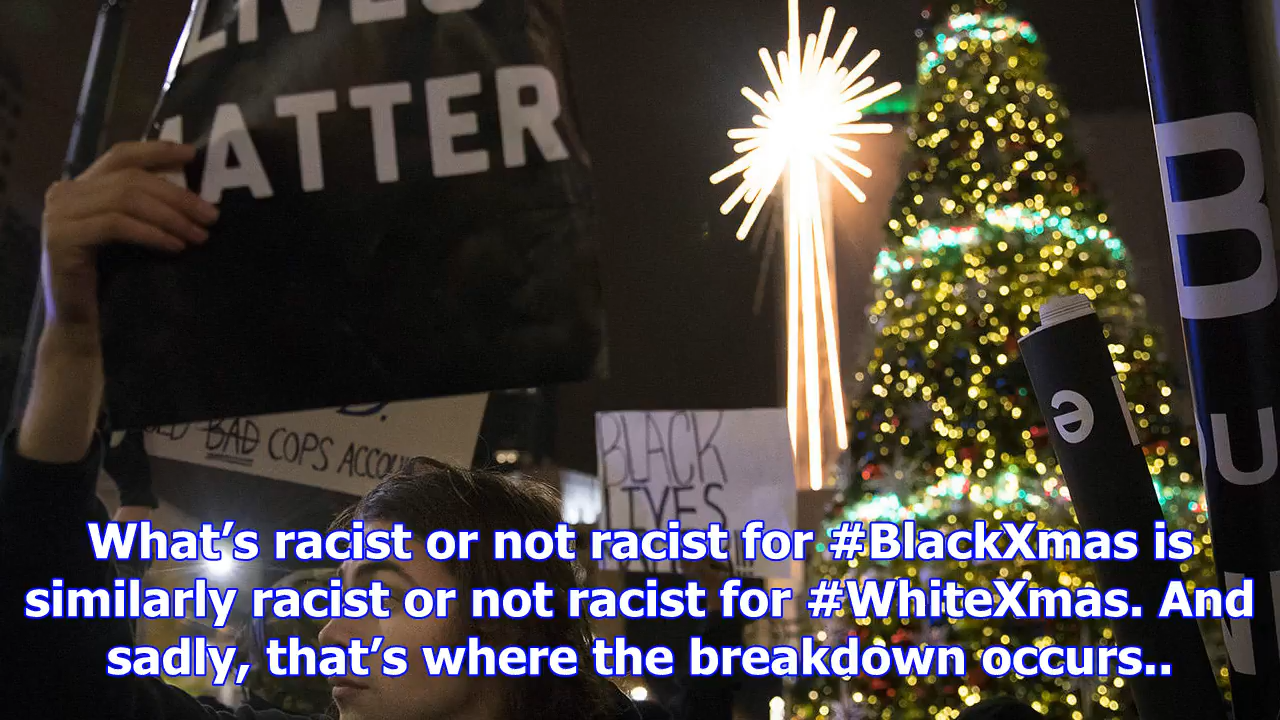 LIVES
MATTER
BAD COPS
BLACK
LIVES
What’s racist or not racist for #BlackXmas is
similarly racist or not racist for #WhiteXmas. And
sadly, that’s where the breakdown occurs..